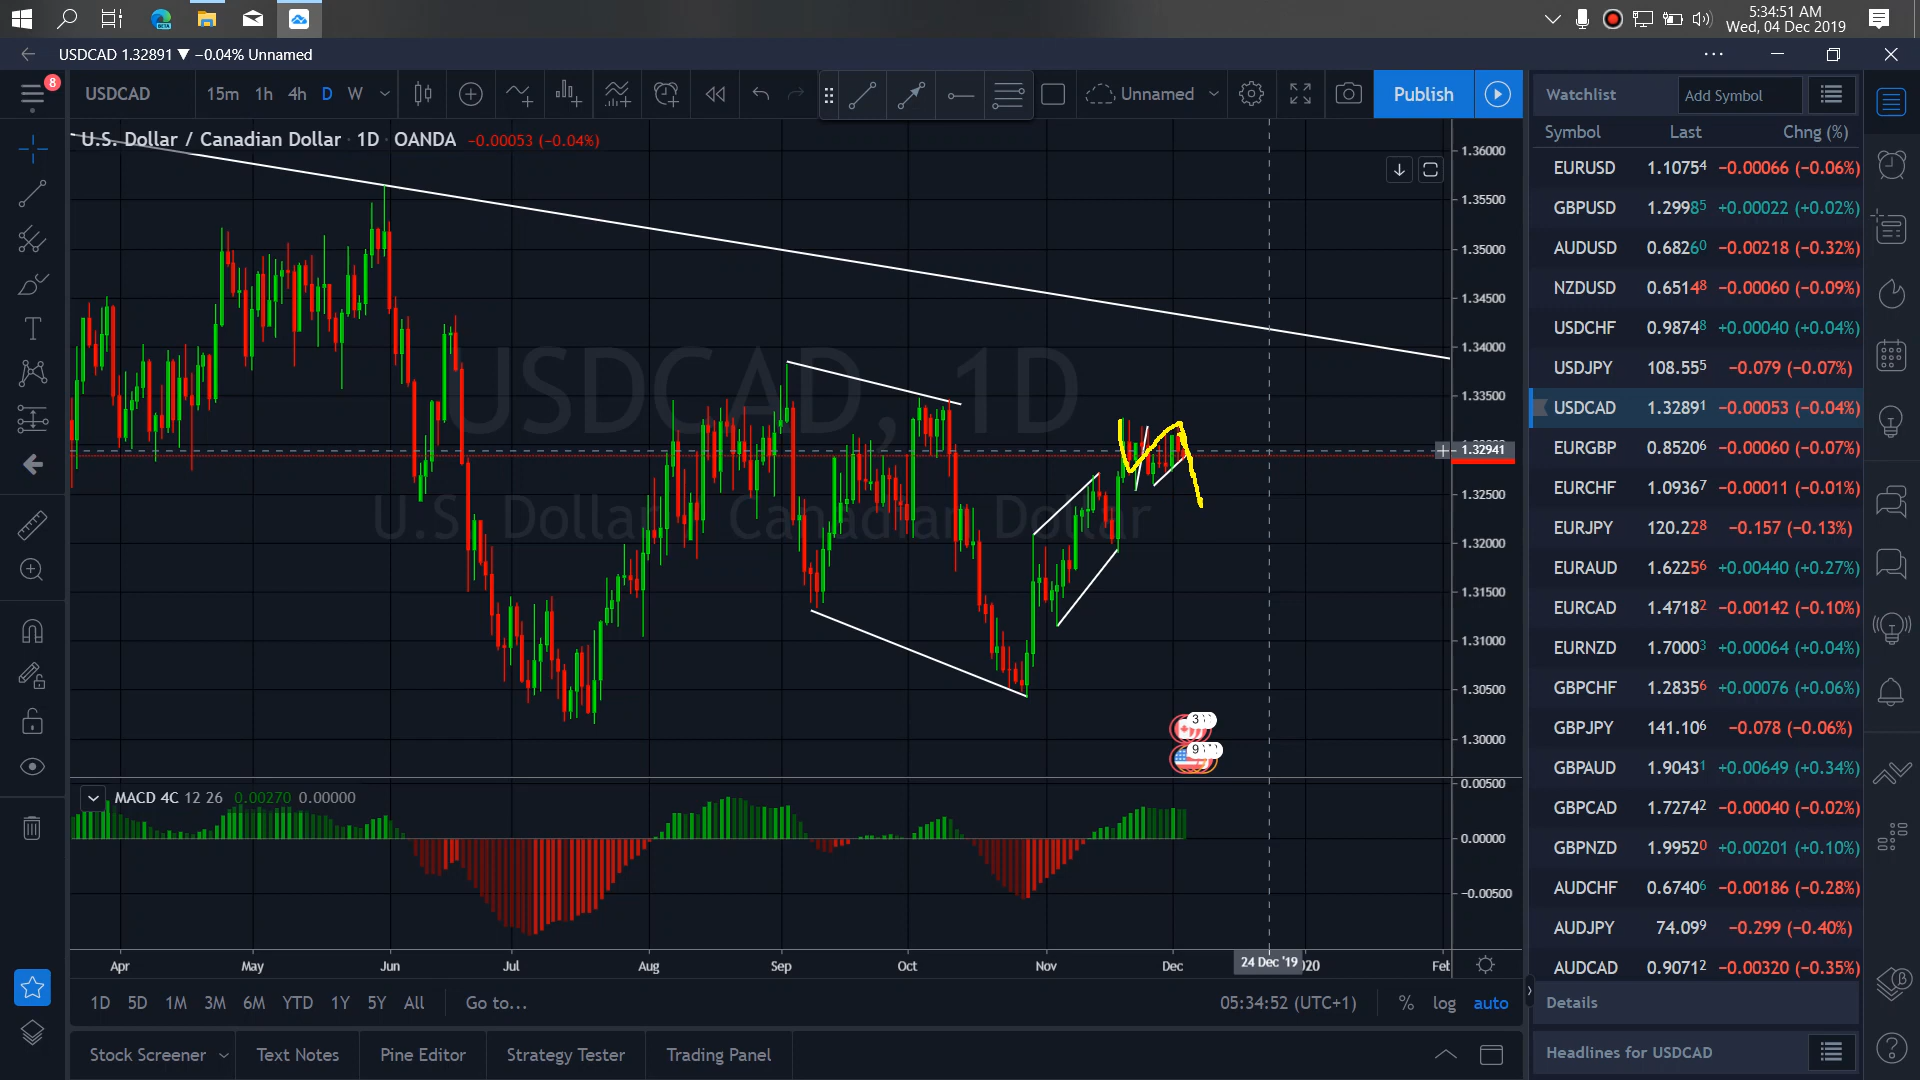 5:34:51 AM
Wed, 04 Dec 2019
USDCAD 1.32891 ▼ −0.04% Unnamed
8
USDCAD 15m 1h 4h D W Unnamed Publish
Watchlist Add Symbol
U.S. Dollar / Canadian Dollar · 1D · OANDA −0.00053 (−0.04%)
Symbol Last Chng (%)
EURUSD 1.10754 −0.00066 (−0.06%)
GBPUSD 1.29985 +0.00022 (+0.02%)
AUDUSD 0.68260 −0.00218 (−0.32%)
NZDUSD 0.65148 −0.00060 (−0.09%)
USDCHF 0.98748 +0.00040 (+0.04%)
USDJPY 108.555 −0.079 (−0.07%)
USDCAD 1.32891 −0.00053 (−0.04%)
EURGBP 0.85206 −0.00060 (−0.07%)
EURCHF 1.09367 −0.00011 (−0.01%)
EURJPY 120.228 −0.157 (−0.13%)
EURAUD 1.62256 +0.00440 (+0.27%)
EURCAD 1.47182 −0.00142 (−0.10%)
EURNZD 1.70003 +0.00064 (+0.04%)
GBPCHF 1.28356 +0.00076 (+0.06%)
GBPJPY 141.106 −0.078 (−0.06%)
GBPAUD 1.90431 +0.00649 (+0.34%)
GBPCAD 1.72742 −0.00040 (−0.02%)
GBPNZD 1.99520 +0.00201 (+0.10%)
AUDCHF 0.67406 −0.00186 (−0.28%)
AUDJPY 74.099 −0.299 (−0.40%)
AUDCAD 0.90712 −0.00320 (−0.35%)
Details
Headlines for USDCAD
USDCAD, 1D
U.S. Dollar / Canadian Dollar
1.36000
1.35500
1.35000
1.34500
1.34000
1.33500
1.32941
1.32500
1.32000
1.31500
1.31000
1.30500
1.30000
3
9
MACD 4C 12 26 0.00270 0.00000
0.00500
0.00000
−0.00500
Apr May Jun Jul Aug Sep Oct Nov Dec 24 Dec '19 Feb
1D 5D 1M 3M 6M YTD 1Y 5Y All Go to...
05:34:52 (UTC+1) % log auto
Stock Screener Text Notes Pine Editor Strategy Tester Trading Panel